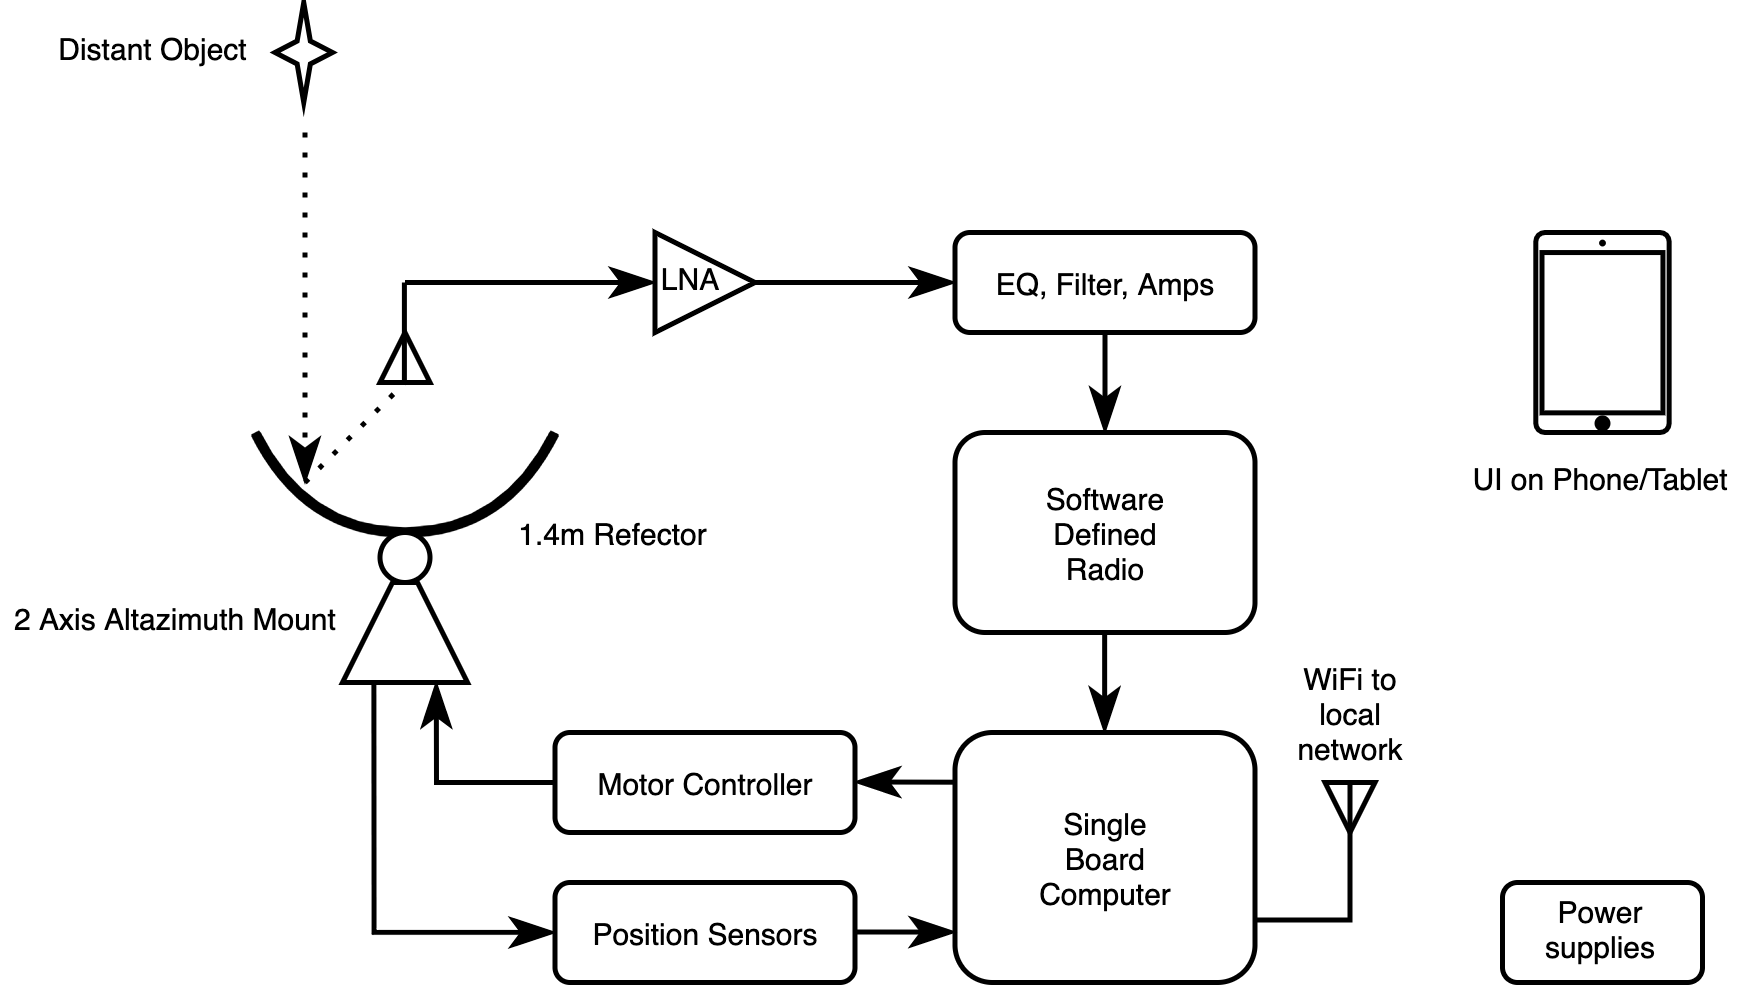 Distant Object
LNA
EQ, Filter, Amps
UI on Phone/Tablet
Software
Defined
Radio
1.4m Refector
2 Axis Altazimuth Mount
WiFi to
local
network
Motor Controller
Single
Board
Computer
Position Sensors
Power
supplies